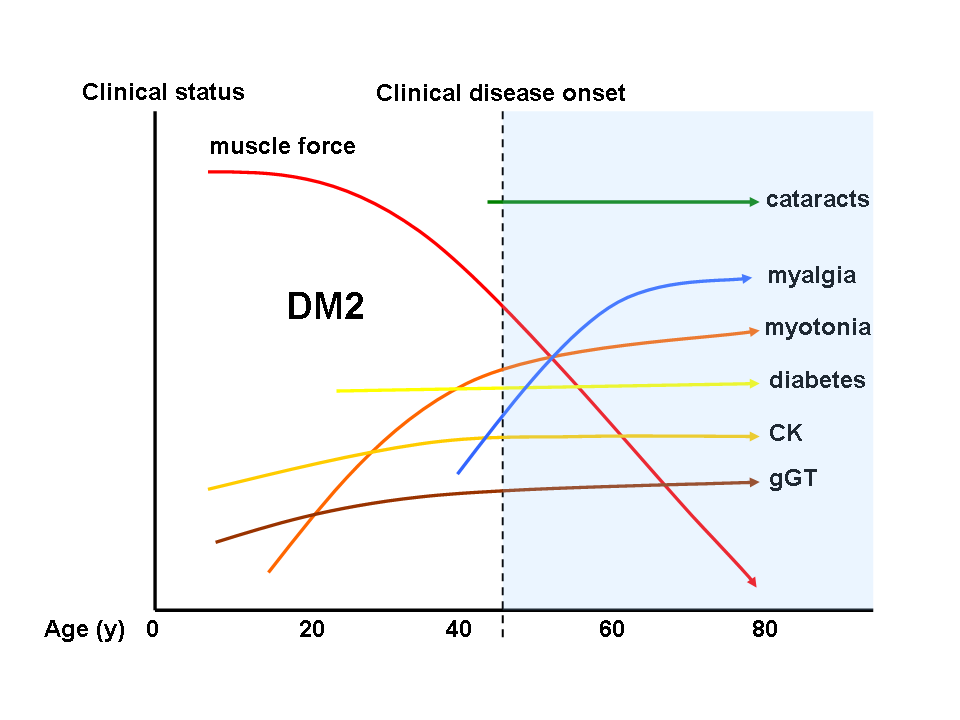 Clinical status
Clinical disease onset
muscle force
cataracts
myalgia
DM2
myotonia
diabetes
CK
gGT
Age (y) 0 20 40 60 80